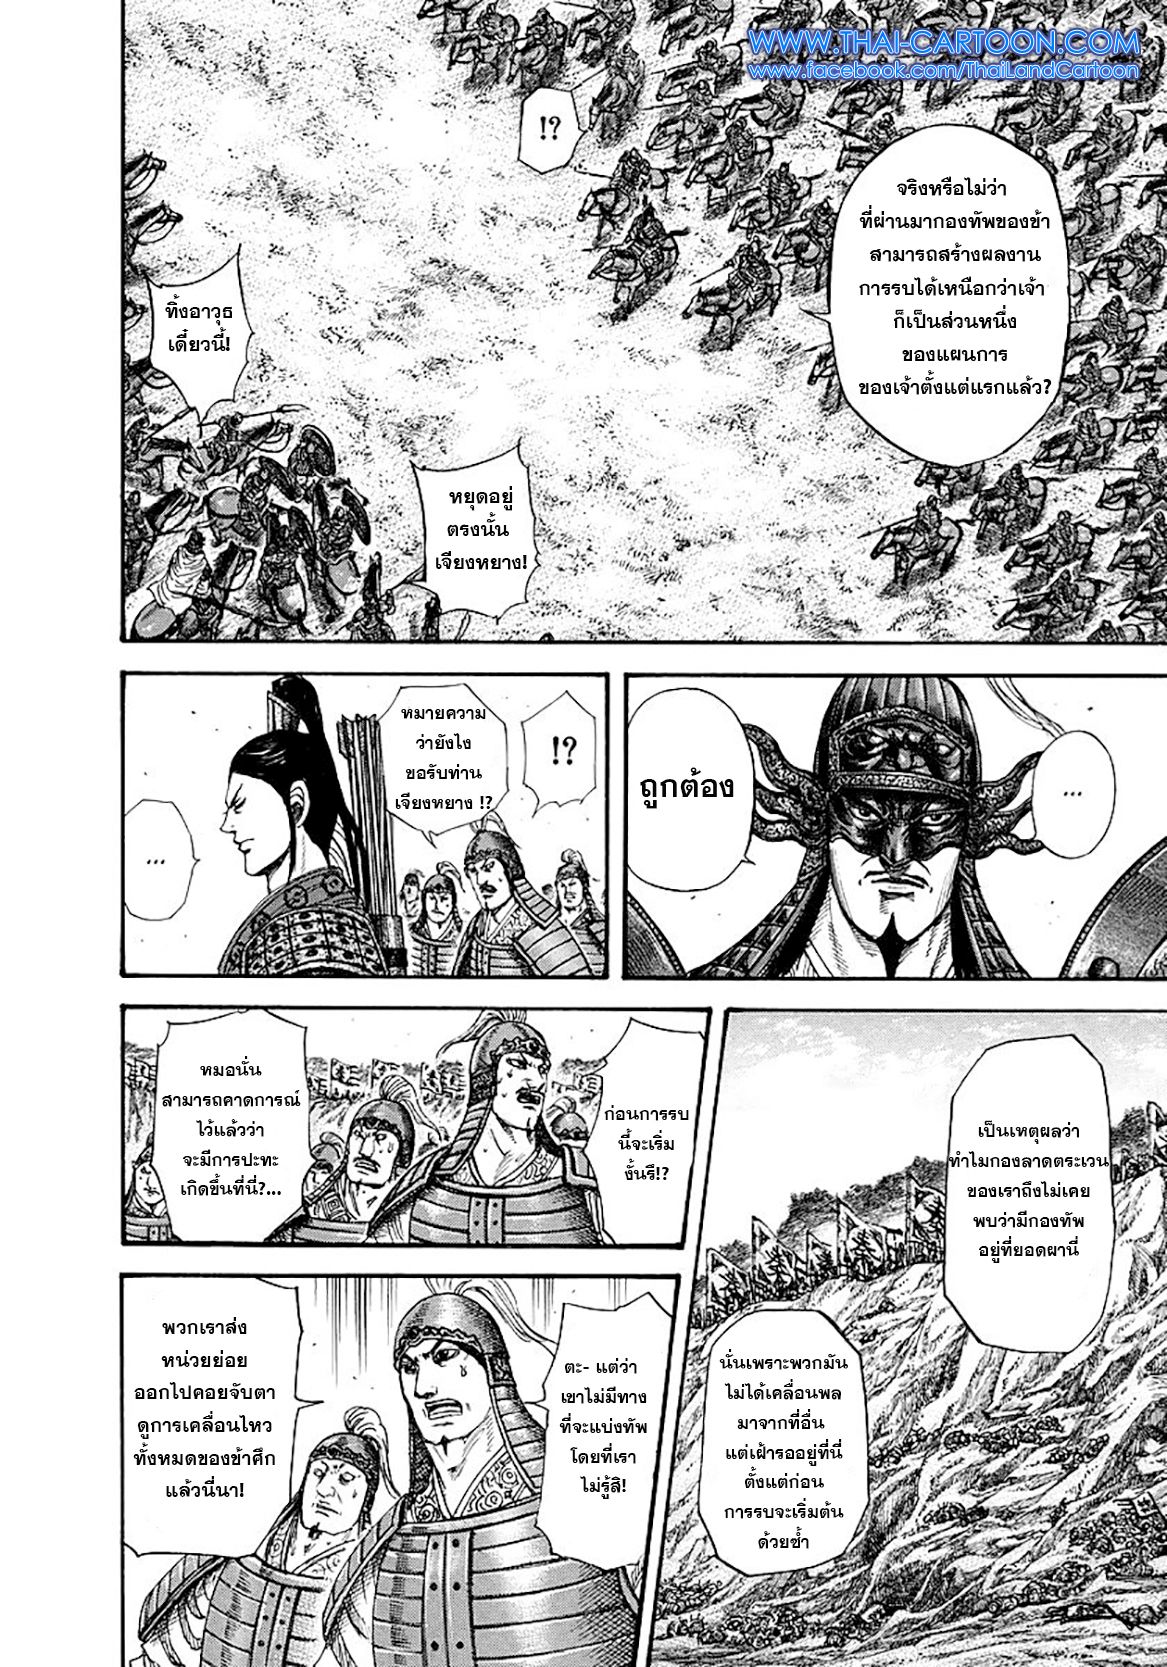 WWW.THAI-CARTOON.COM
www.facebook.com/ThaiLandCartoon
!?
จริงหรือไม่ว่า
ที่ผ่านมากองทัพของข้า
สามารถสร้างผลงาน
การรบได้เหนือกว่าเจ้า
ก็เป็นส่วนหนึ่ง
ของแผนการ
ของเจ้าตั้งแต่แรกแล้ว?
ทิ้งอาวุธ
เดี๋ยวนี้!
หยุดอยู่
ตรงนั้น
เจียงหยาง!
...
ถูกต้อง
!?
หมายความ
ว่ายังไง
ขอรับท่าน
เจียงหยาง !?
...
เป็นเหตุผลว่า
ทำไมกองลาดตระเวน
ของเราถึงไม่เคย
พบว่ามีกองทัพ
อยู่ที่ยอดผานี่
นั่นเพราะพวกมัน
ไม่ได้เคลื่อนพล
มาจากที่อื่น
แต่เฝ้ารออยู่ที่นี่
ตั้งแต่ก่อน
การรบจะเริ่มต้น
ด้วยซ้ำ
ก่อนการรบ
นี้จะเริ่ม
งั้นรึ!?
หมอนั่น
สามารถคาดการณ์
ไว้แล้วว่า
จะมีการปะทะ
เกิดขึ้นที่นี่?...
ตะ- แต่ว่า
เขาไม่มีทาง
ที่จะแบ่งทัพ
โดยที่เรา
ไม่รู้สิ!
พวกเราส่ง
หน่วยย่อย
ออกไปคอยจับตา
ดูการเคลื่อนไหว
ทั้งหมดของข้าศึก
แล้วนี่นา!